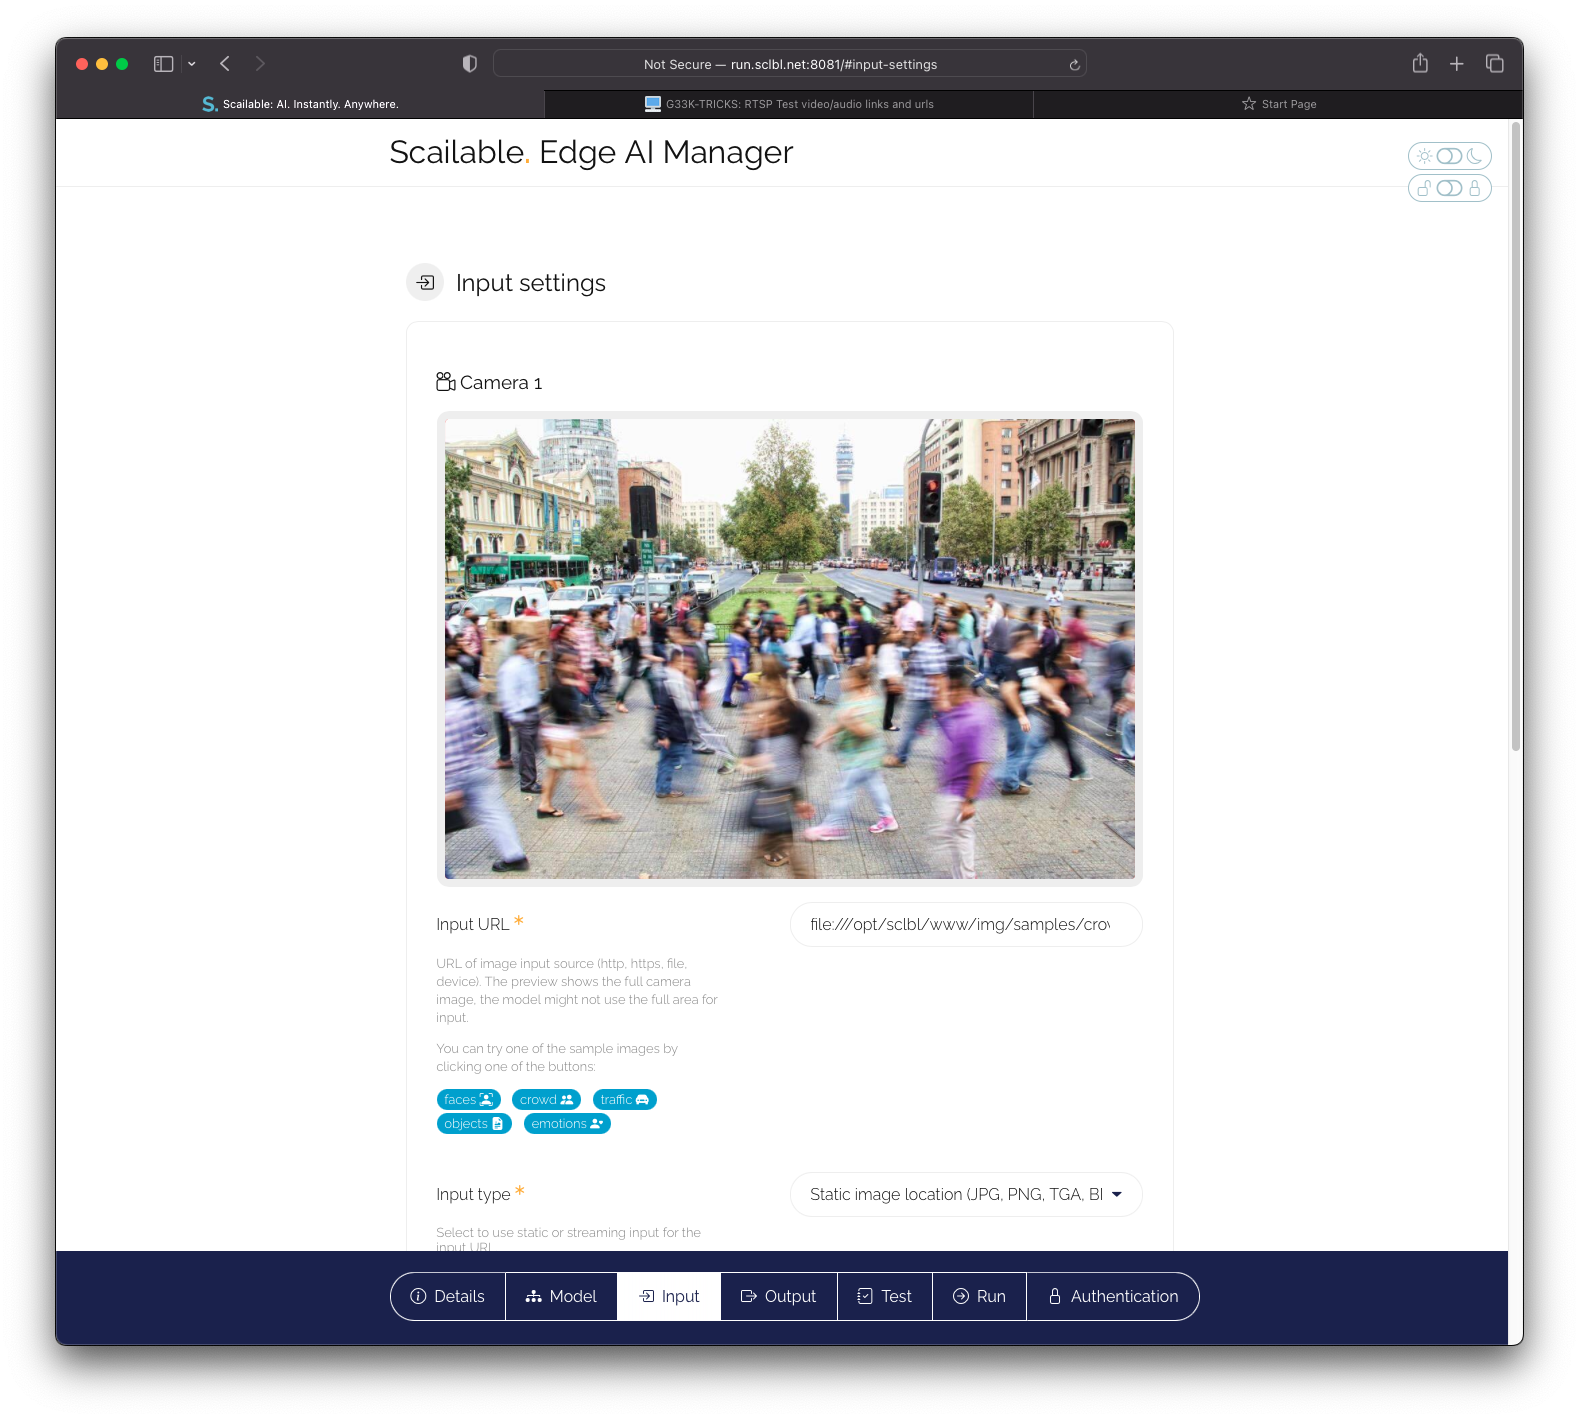 Not Secure — run.sclbl.net:8081/#input-settings
S. Scailable: AI. Instantly. Anywhere.
G33K-TRICKS: RTSP Test video/audio links and urls
Start Page
Scailable. Edge AI Manager
Input settings
Camera 1
Input URL *
file:///opt/sclbl/www/img/samples/crov
URL of image input source (http, https, file,
device). The preview shows the full camera
image, the model might not use the full area for
input.
You can try one of the sample images by
clicking one of the buttons:
faces
crowd
traffic
objects
emotions
Input type *
Static image location (JPG, PNG, TGA, BI
Select to use static or streaming input for the
input URL
Details
Model
Input
Output
Test
Run
Authentication